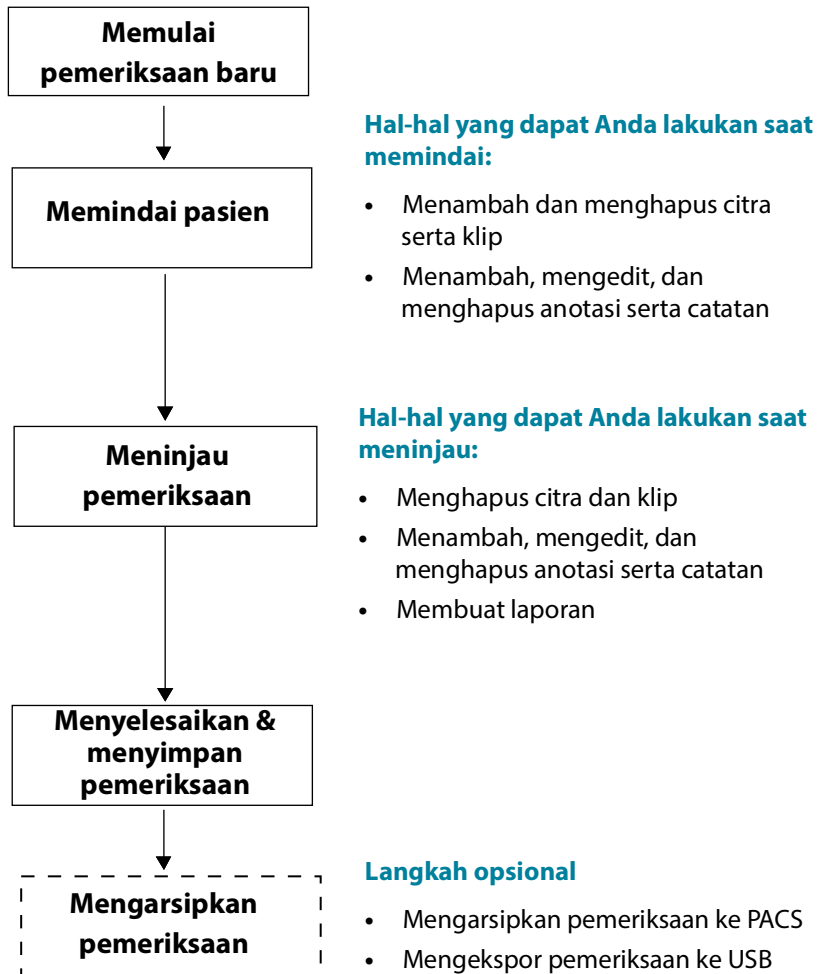 Memulai
pemeriksaan baru
Hal-hal yang dapat Anda lakukan saat
memindai:
Memindai pasien
• Menambah dan menghapus citra
serta klip
• Menambah, mengedit, dan
menghapus anotasi serta catatan
Hal-hal yang dapat Anda lakukan saat
meninjau:
Meninjau
pemeriksaan
• Menghapus citra dan klip
• Menambah, mengedit, dan
menghapus anotasi serta catatan
• Membuat laporan
Menyelesaikan &
menyimpan
pemeriksaan
Langkah opsional
Mengarsipkan
pemeriksaan
• Mengarsipkan pemeriksaan ke PACS
• Mengekspor pemeriksaan ke USB